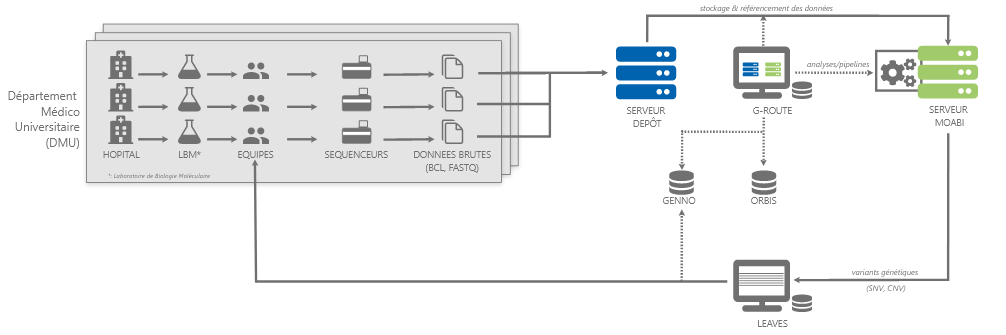 stockage & référencement des données
analyses/pipelines
Département
Médico
Universitaire
(DMU)
HOPITAL
LBM*
EQUIPES
SEQUENCEURS
DONNEES BRUTES
(BCL, FASTQ)
*: Laboratoire de Biologie Moléculaire
SERVEUR
DEPÔT
G-ROUTE
SERVEUR
MOABI
GENNO
ORBIS
variants génétiques
(SNV, CNV)
LEAVES